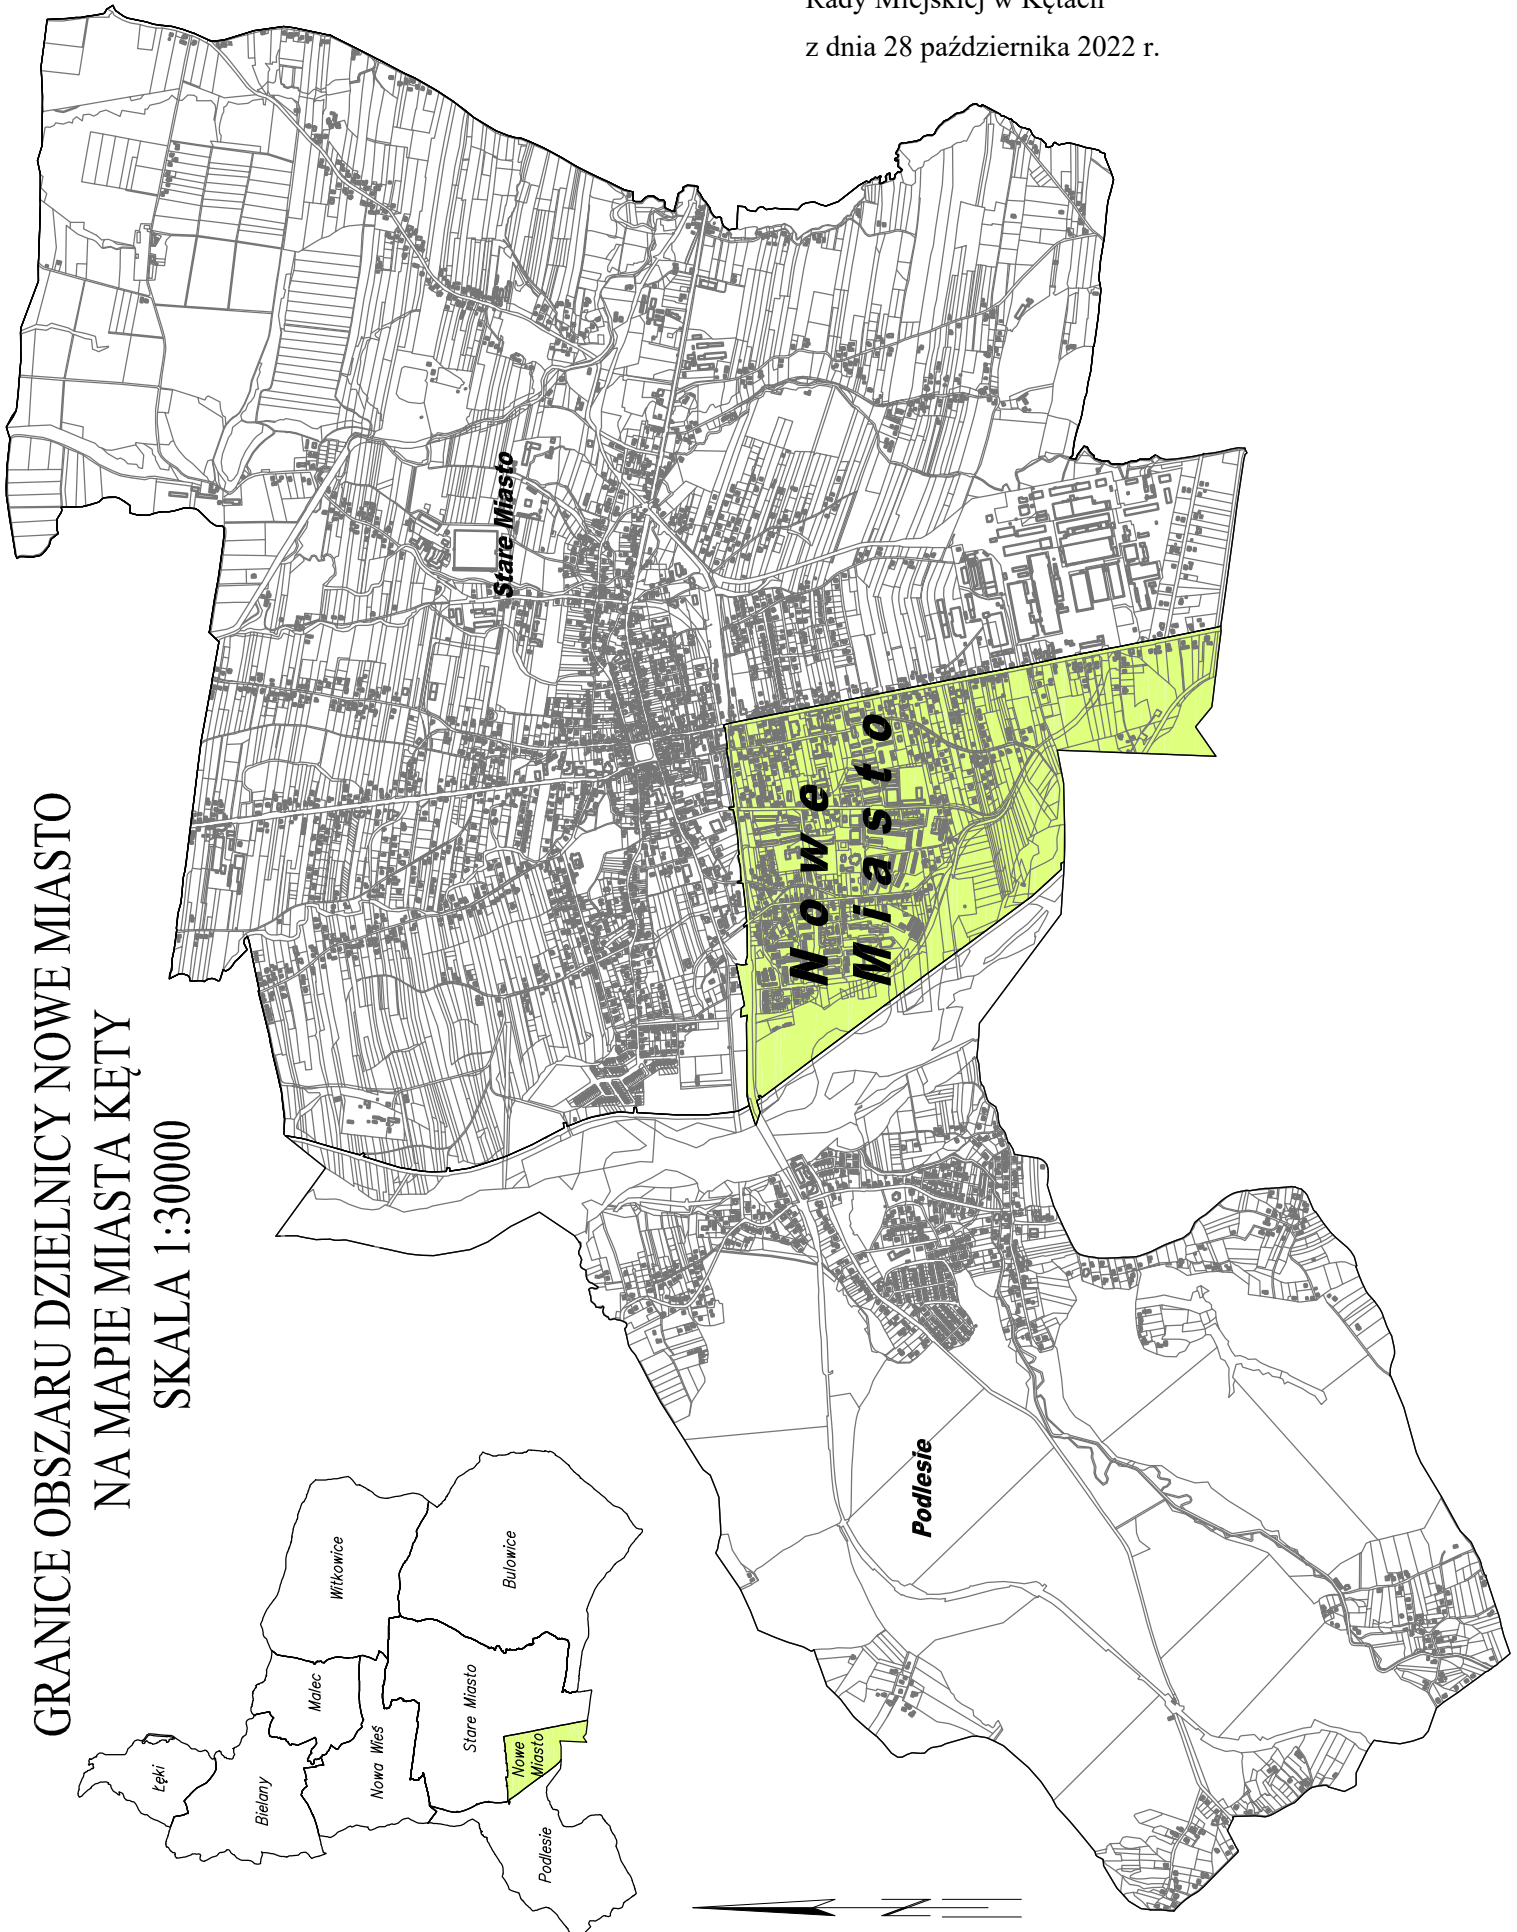 Rady Miejskiej w Kętach
z dnia 28 października 2022 r.
GRANICE OBSZARU DZIELNICY NOWE MIASTO
NA MAPIE MIASTA KĘTY
SKALA 1:30000
Stare Miasto
Nowe
Miasto
Podlesie
Łęki
Bielany
Malec
Witkowice
Nowa Wieś
Stare Miasto
Bulowice
Nowe
Miasto
Podlesie
N